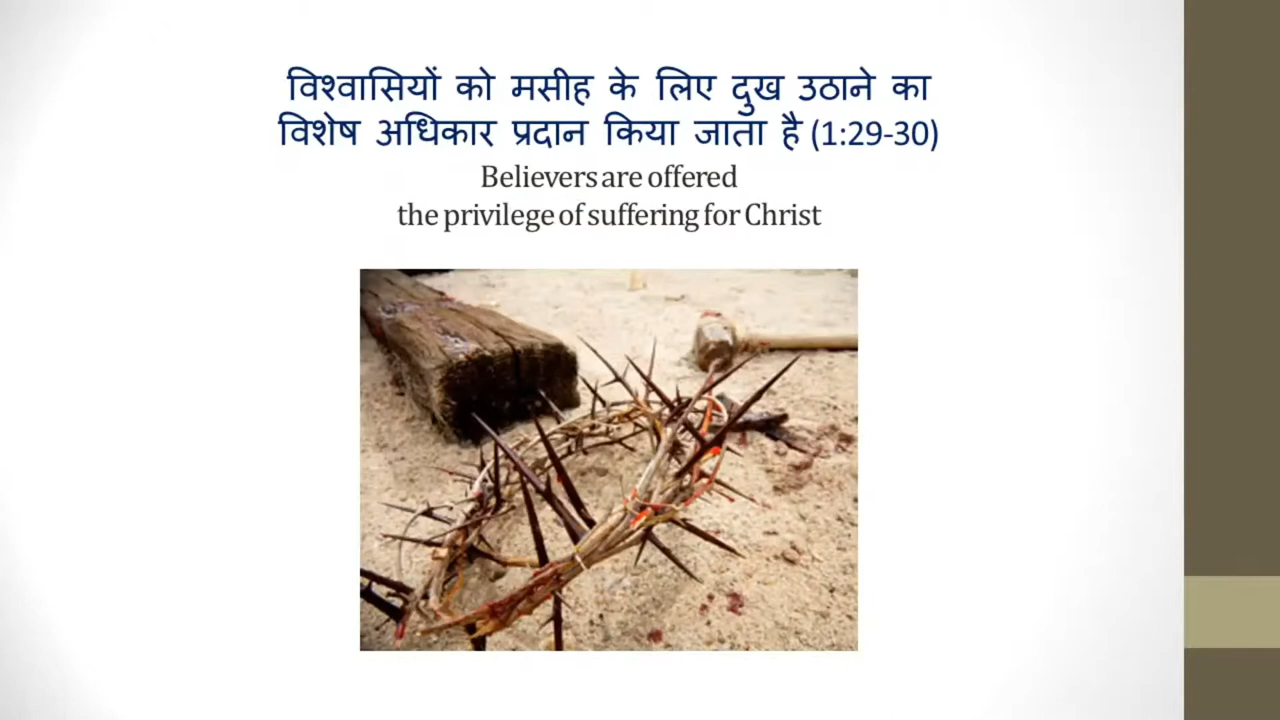 विश्वासियों को मसीह के लिए दुख उठाने का
विशेष अधिकार प्रदान किया जाता है (1:29-30)
Believers are offered
the privilege of suffering for Christ